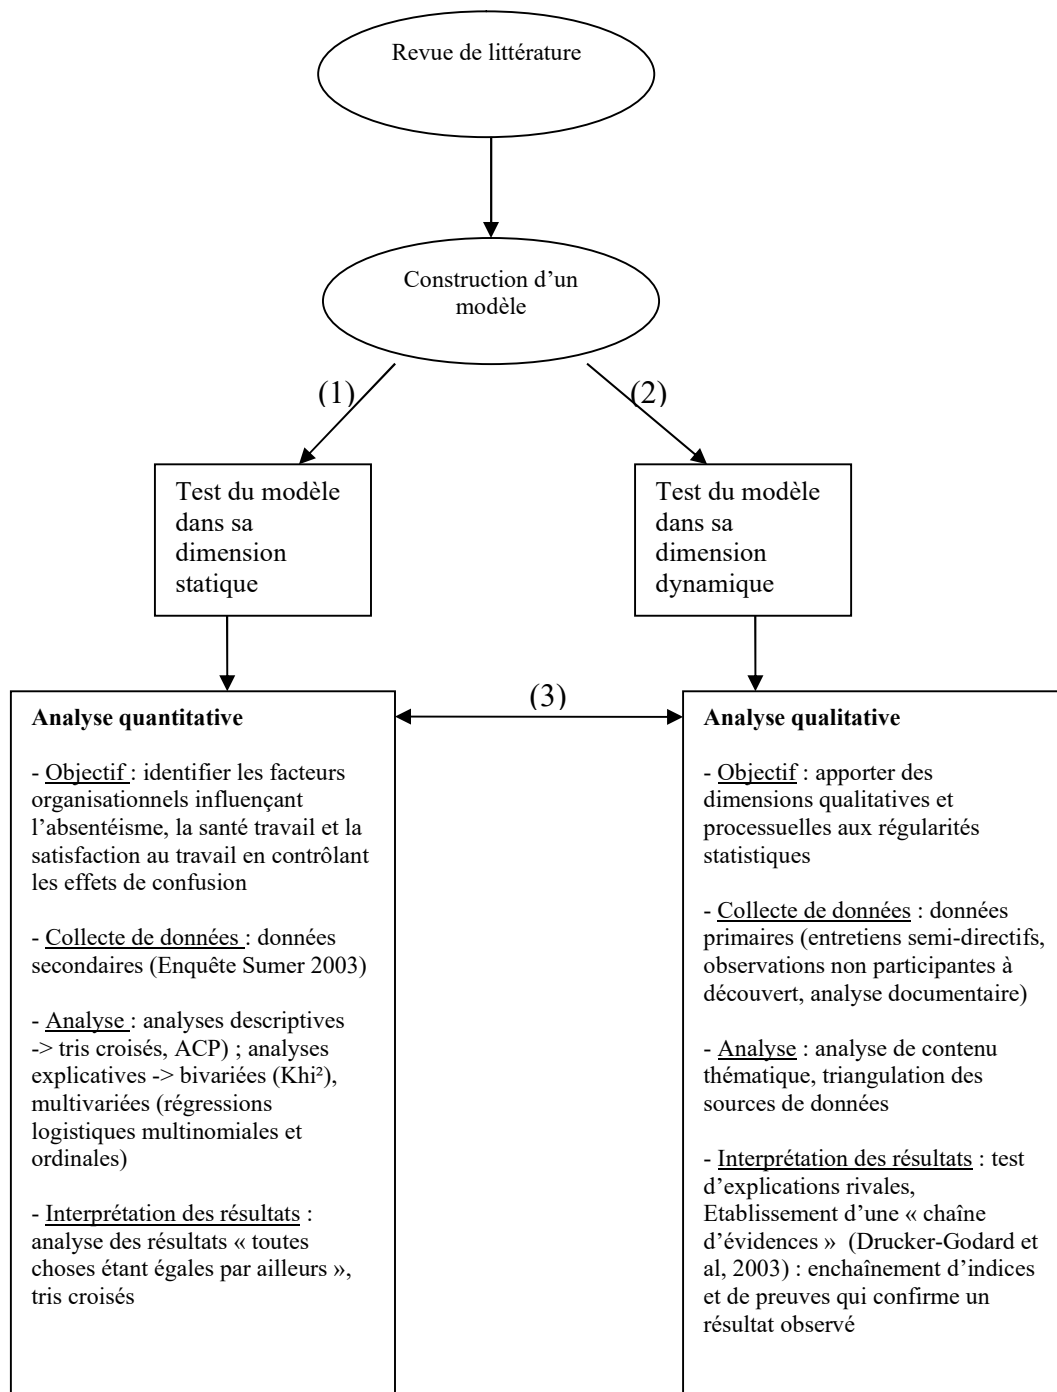 Revue de littérature
Construction d’un
modèle
(1)
(2)
Test du modèle
dans sa
dimension
statique
Test du modèle
dans sa
dimension
dynamique
(3)
Analyse quantitative
- Objectif : identifier les facteurs
organisationnels influençant
l’absentéisme, la santé travail et la
satisfaction au travail en contrôlant
les effets de confusion
- Collecte de données : données
secondaires (Enquête Sumer 2003)
- Analyse : analyses descriptives
-> tris croisés, ACP) ; analyses
explicatives -> bivariées (Khi²),
multivariées (régressions
logistiques multinomiales et
ordinales)
- Interprétation des résultats :
analyse des résultats « toutes
choses étant égales par ailleurs »,
tris croisés
Analyse qualitative
- Objectif : apporter des
dimensions qualitatives et
processuelles aux régularités
statistiques
- Collecte de données : données
primaires (entretiens semi-directifs,
observations non participantes à
découvert, analyse documentaire)
- Analyse : analyse de contenu
thématique, triangulation des
sources de données
- Interprétation des résultats : test
d’explications rivales,
Etablissement d’une « chaîne
d’évidences » (Drucker-Godard et
al, 2003) : enchaînement d’indices
et de preuves qui confirme un
résultat observé